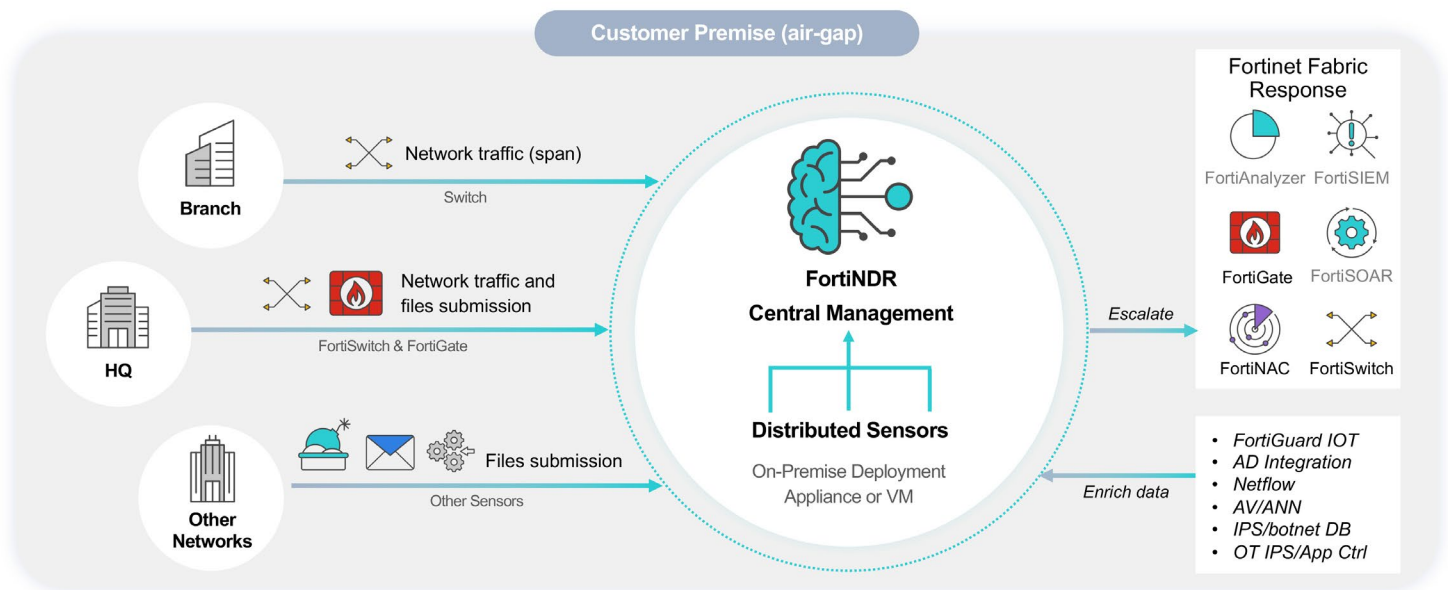 Customer Premise (air-gap)
Branch
Network traffic (span)
Switch
HQ
Network traffic and
files submission
FortiSwitch & FortiGate
Other
Networks
Files submission
Other Sensors
FortiNDR
Central Management
Distributed Sensors
On-Premise Deployment
Appliance or VM
Escalate
Enrich data
Fortinet Fabric
Response
FortiAnalyzer FortiSIEM
FortiGate FortiSOAR
FortiNAC FortiSwitch
• FortiGuard IOT
• AD Integration
• Netflow
• AV/ANN
• IPS/botnet DB
• OT IPS/App Ctrl